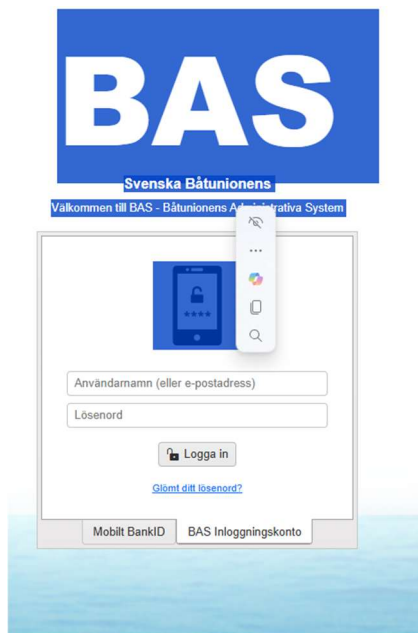 BAS
Svenska Båtunionens
Välkommen till BAS - Båtunionens Administrativa System
****
Användarnamn (eller e-postadress)
Lösenord
Logga in
Glömt ditt lösenord?
Mobilt BankID
BAS Inloggningskonto